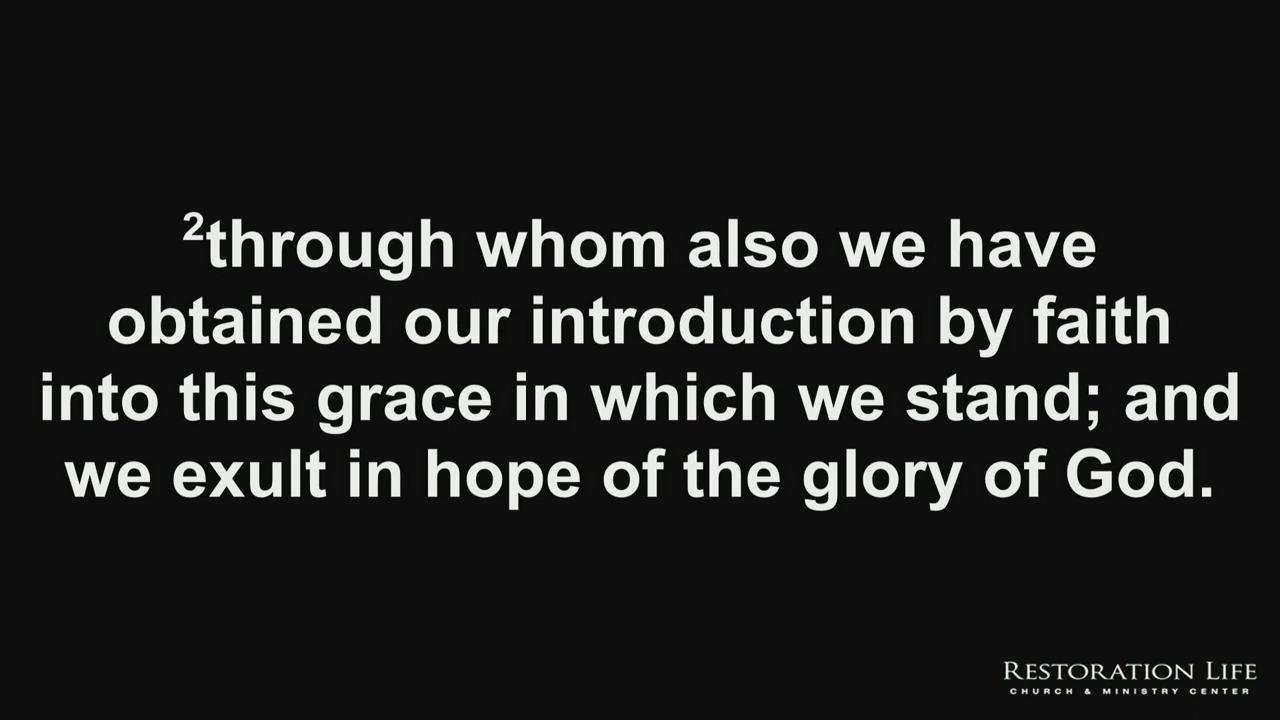 ²through whom also we have
obtained our introduction by faith
into this grace in which we stand; and
we exult in hope of the glory of God.
RESTORATION LIFE
CHURCH & MINISTRY CENTER